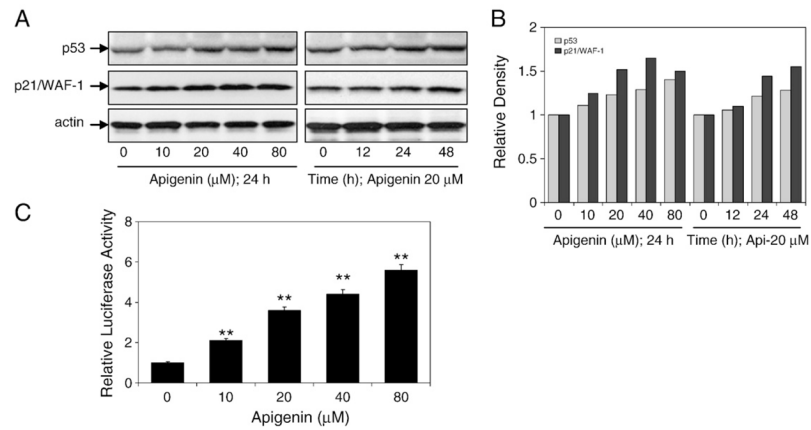 A
p53
p21/WAF-1
actin
0 10 20 40 80 0 12 24 48
Apigenin (μM); 24 h Time (h); Apigenin 20 μM
B
Relative Density
2
1.5
1
0.5
0
p53
p21/WAF-1
0 10 20 40 80 0 12 24 48
Apigenin (μM); 24 h Time (h); Api-20 μM
C
Relative Luciferase Activity
8
6
4
2
0
** ** ** **
0 10 20 40 80
Apigenin (μM)